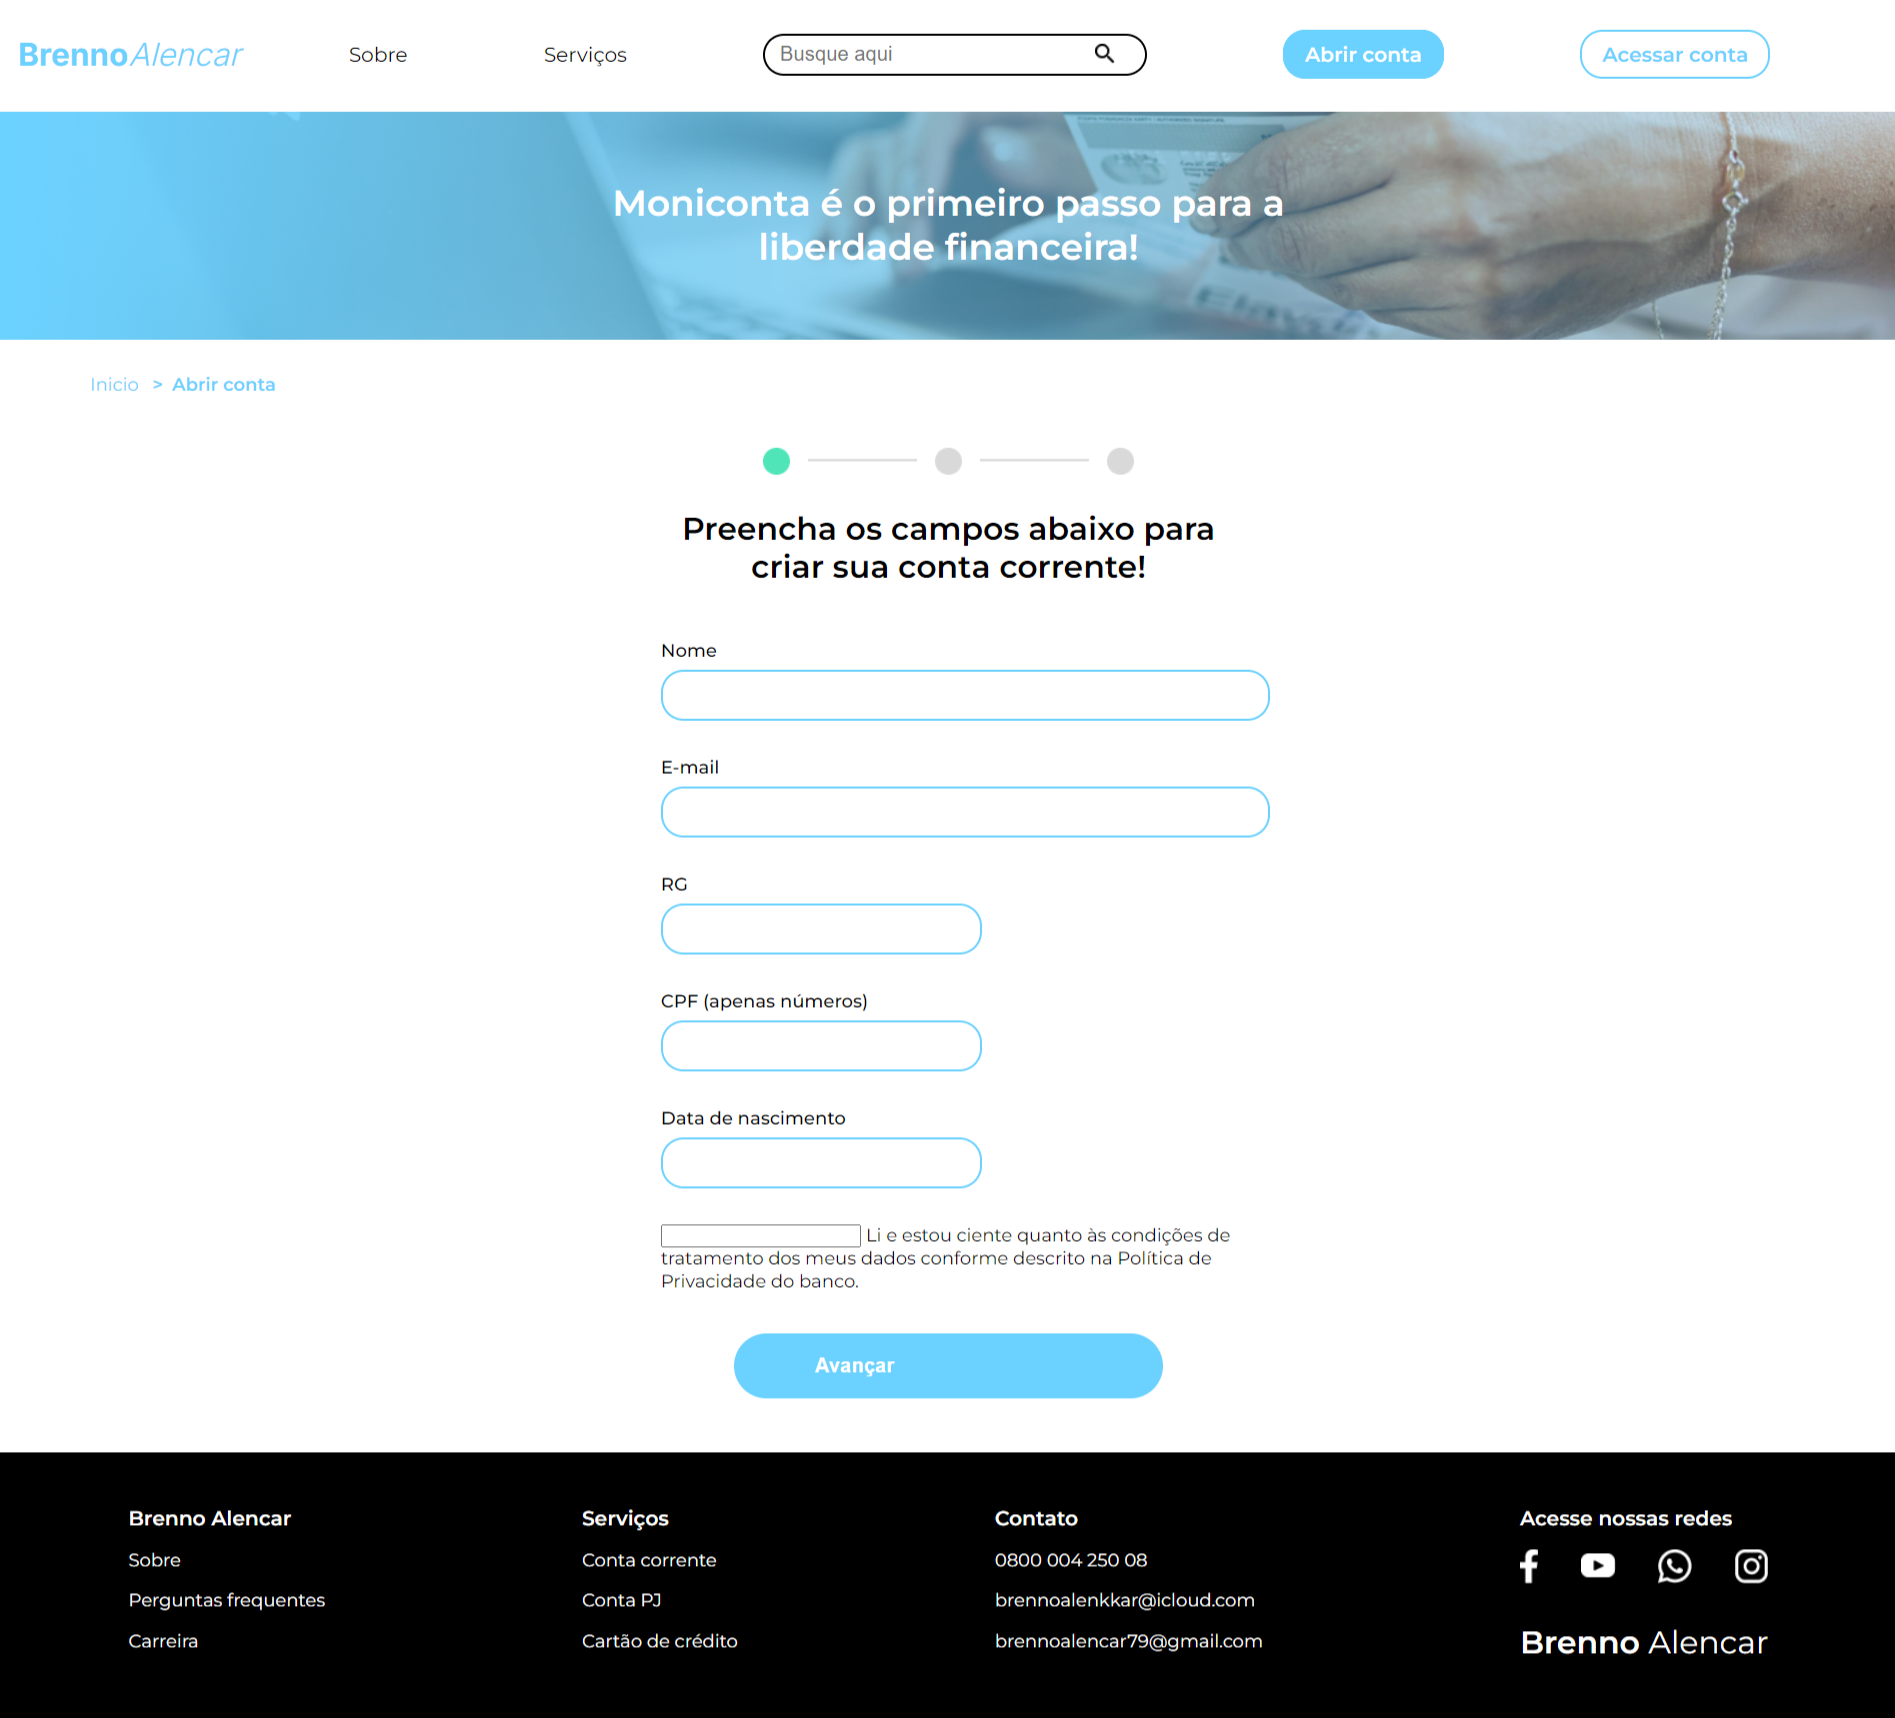 BrennoAlencar
Sobre
Serviços
Busque aqui
Abrir conta
Acessar conta
Moniconta é o primeiro passo para a
liberdade financeira!
Inicio > Abrir conta
Preencha os campos abaixo para
criar sua conta corrente!
Nome
E-mail
RG
CPF (apenas números)
Data de nascimento
Li e estou ciente quanto às condições de
tratamento dos meus dados conforme descrito na Política de
Privacidade do banco.
Avançar
Brenno Alencar
Sobre
Perguntas frequentes
Carreira
Serviços
Conta corrente
Conta PJ
Cartão de crédito
Contato
0800 004 250 08
brennoalenkkar@icloud.com
brennoalencar79@gmail.com
Acesse nossas redes
Brenno Alencar